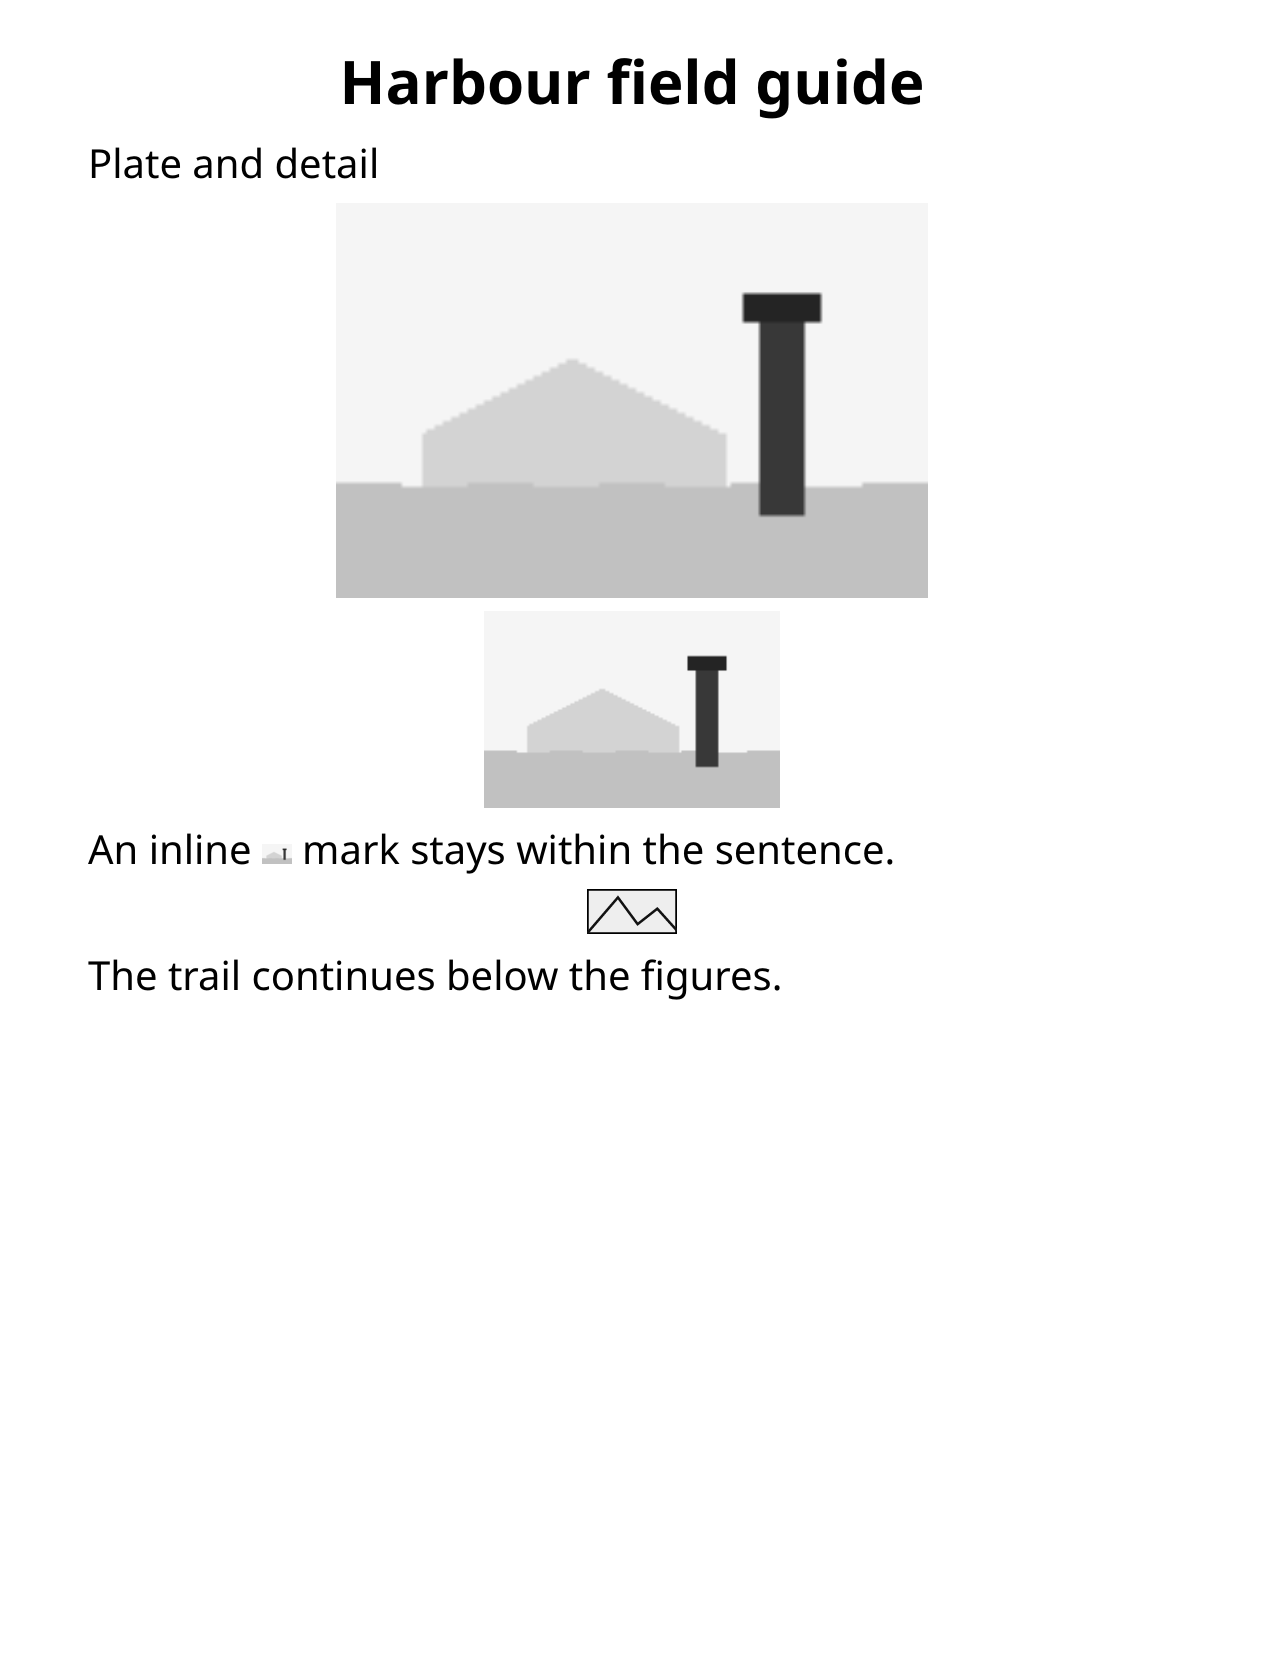 Harbour field guide
Plate and detail
An inline mark stays within the sentence.
The trail continues below the figures.